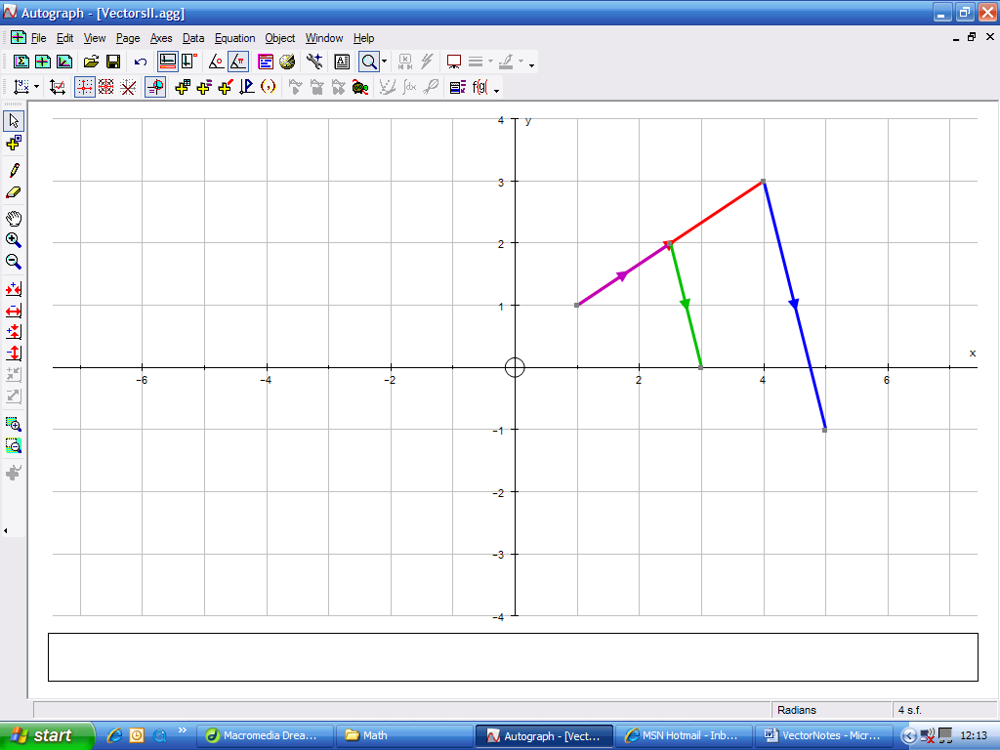 Autograph - [VectorsII.agg]
File Edit View Page Axes Data Equation Object Window Help
4 y
3
2
1
x
-6 -4 -2 2 4 6
-1
-2
-3
-4
Radians 4 s.f.
start Macromedia Drea... Math Autograph - [Vect... MSN Hotmail - Inb... VectorNotes - Micr... 12:13